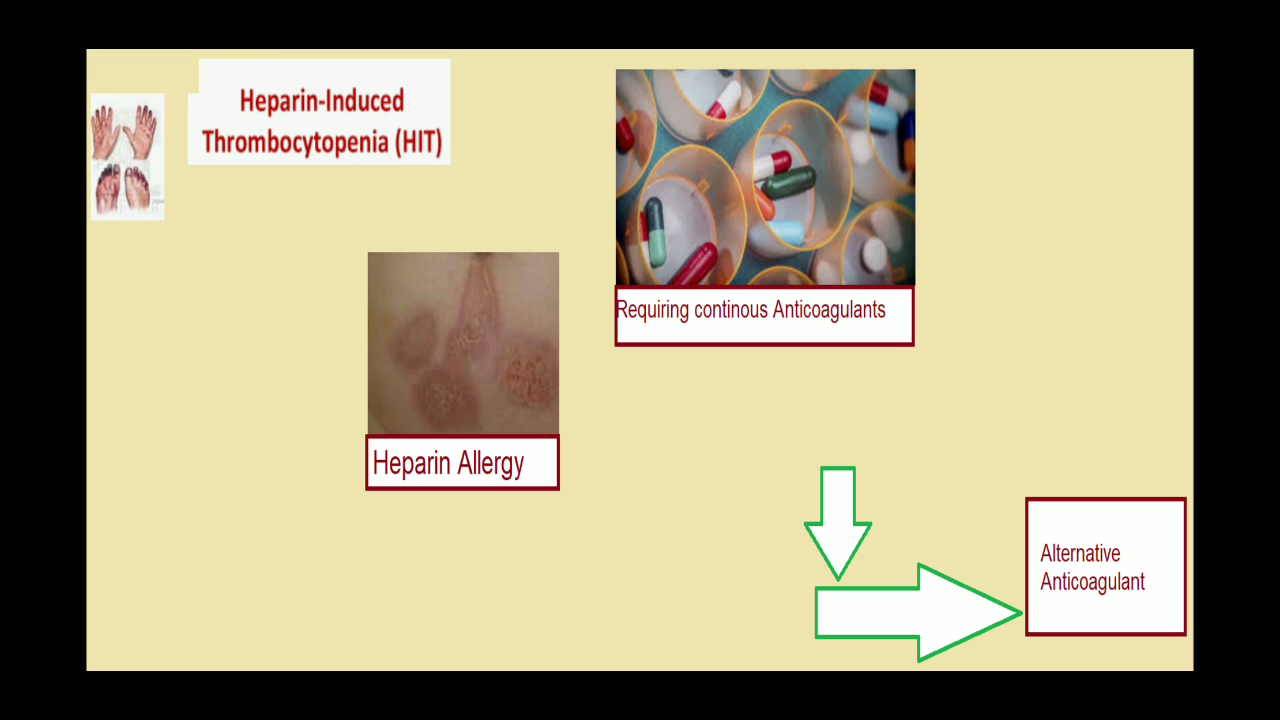 Heparin-Induced
Thrombocytopenia (HIT)
Requiring continous Anticoagulants
Heparin Allergy
Alternative
Anticoagulant